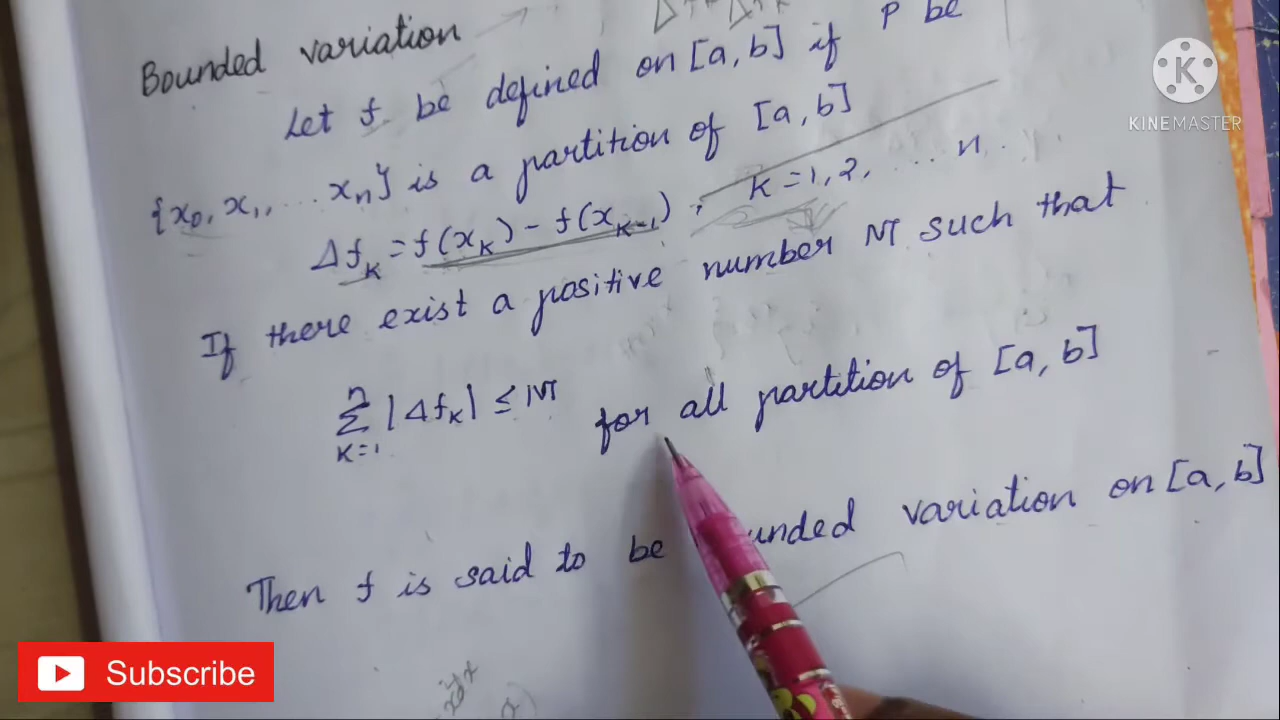 Bounded variation
Let f be defined on [a, b] if P be
{x₀, x₁, ... xₙ} is a partition of [a, b]
Δfₖ = f(xₖ) - f(xₖ₋₁), k = 1, 2, ... n.
If there exist a positive number M such that
n
∑ |Δfₖ| ≤ M for all partition of [a, b]
k=1
Then f is said to be unded variation on [a, b]
K
KINEMASTER
Subscribe